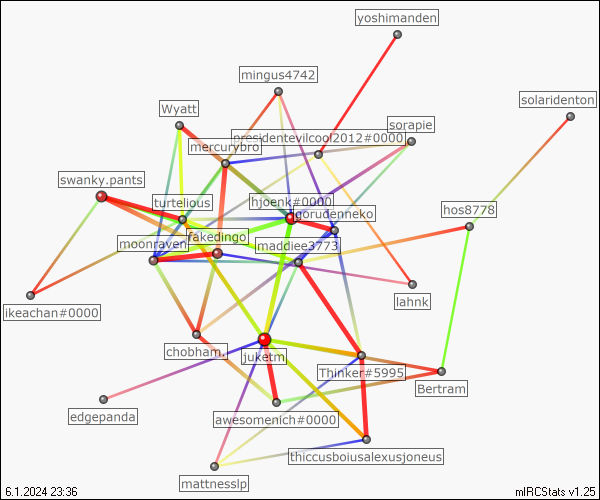 yoshimanden
mingus4742
solaridenton
Wyatt
presidentevilcool2012#0000
sorapie
mercurybro
swanky.pants
turtelious
hjoenk#0000
gorudenneko
hos8778
moonraven
fakedingo
maddiee3773
ikeachan#0000
lahnk
chobham.
juketm
Thinker#5995
Bertram
edgepanda
awesomenich#0000
thiccusboiusalexusjoneus
mattnesslp
6.1.2024 23:36
mIRCStats v1.25